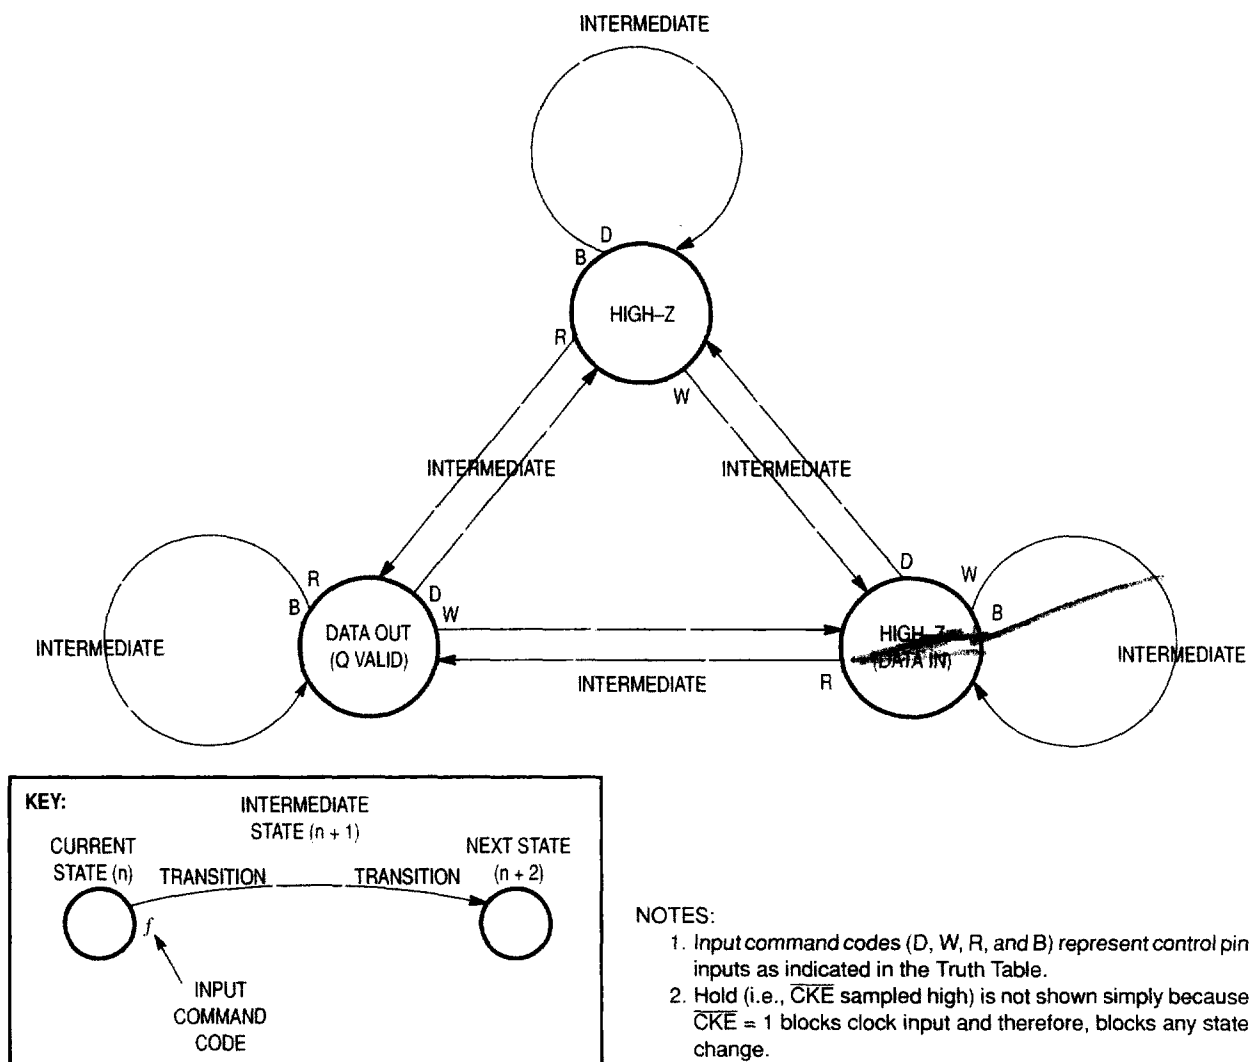 INTERMEDIATE
D
B
HIGH–Z
R
W
INTERMEDIATE
INTERMEDIATE
D
W
R
B
D
W
B
INTERMEDIATE
DATA OUT
(Q VALID)
HIGH–Z
(DATA IN)
INTERMEDIATE
R
INTERMEDIATE
KEY:
INTERMEDIATE
STATE (n + 1)
CURRENT
STATE (n)
NEXT STATE
(n + 2)
TRANSITION
TRANSITION
f
INPUT
COMMAND
CODE
NOTES:
1. Input command codes (D, W, R, and B) represent control pin
inputs as indicated in the Truth Table.
2. Hold (i.e., C̅K̅E̅ sampled high) is not shown simply because
C̅K̅E̅ = 1 blocks clock input and therefore, blocks any state
change.